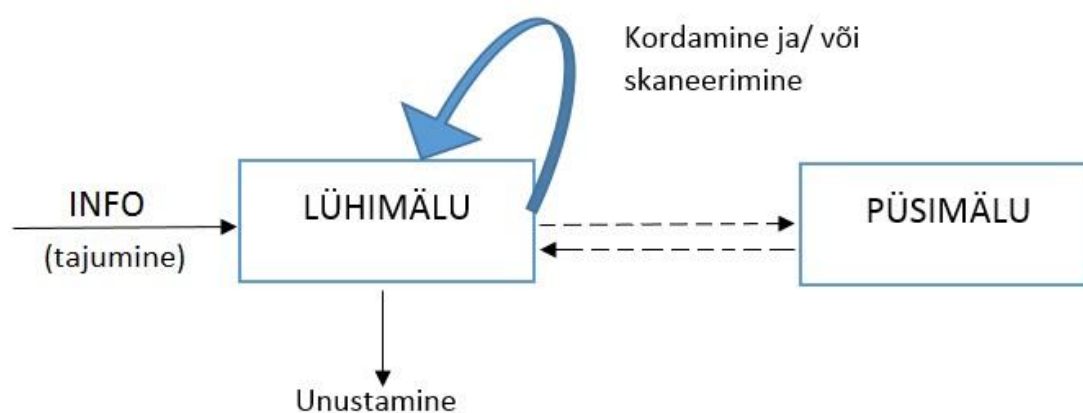 Kordamine ja/ või
skaneerimine
INFO
(tajumine)
LÜHIMÄLU
PÜSIMÄLU
Unustamine